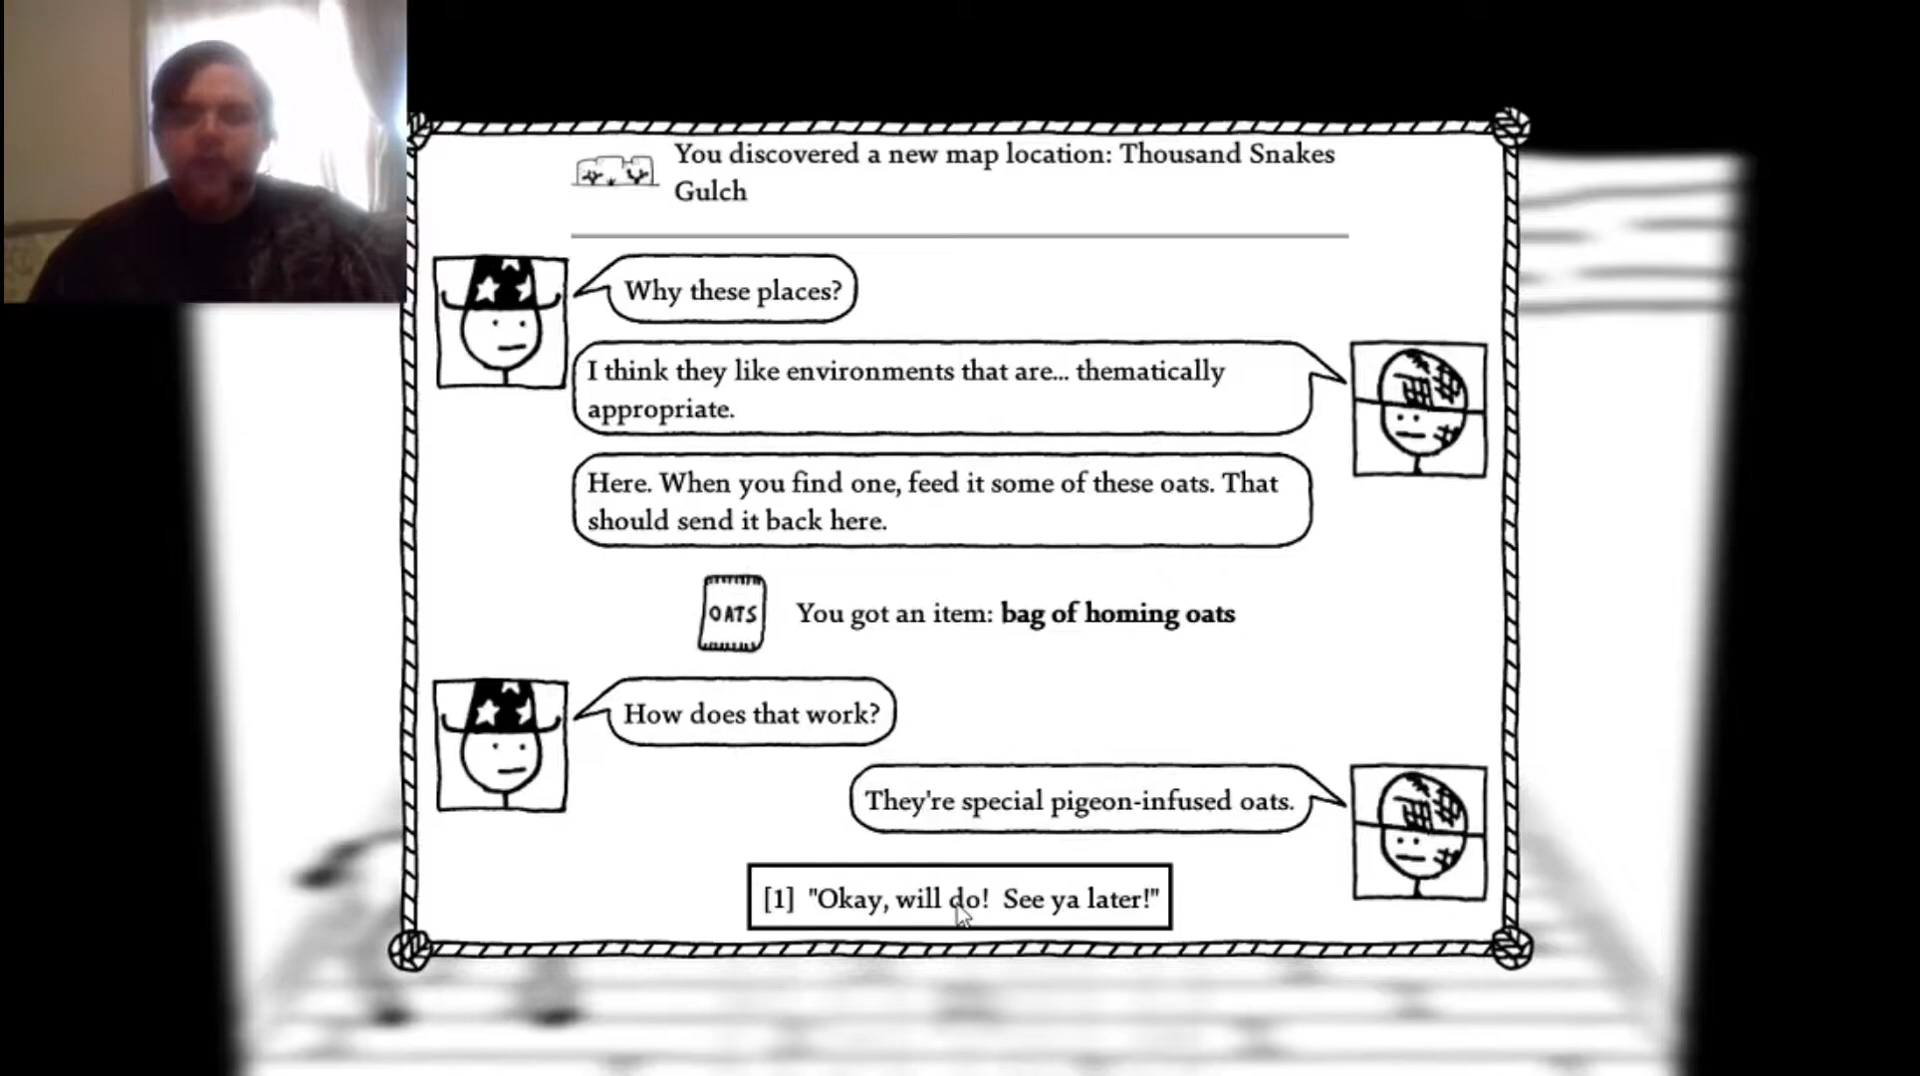 You discovered a new map location: Thousand Snakes
Gulch
Why these places?
I think they like environments that are... thematically
appropriate.
Here. When you find one, feed it some of these oats. That
should send it back here.
OATS
You got an item: bag of homing oats
How does that work?
They're special pigeon-infused oats.
[1] "Okay, will do! See ya later!"